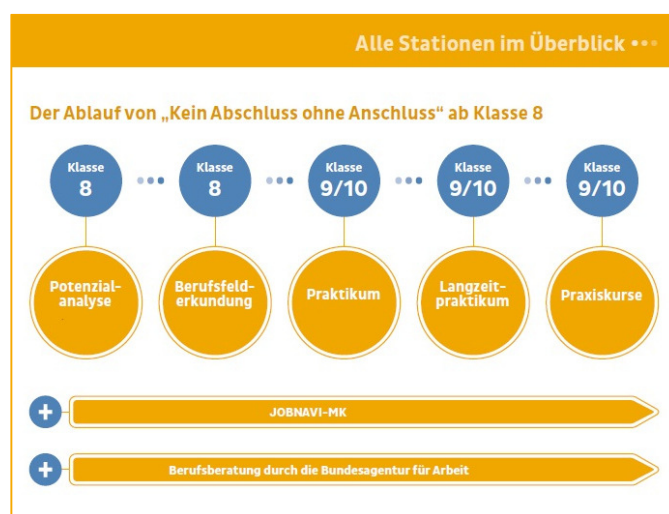 Alle Stationen im Überblick
Der Ablauf von „Kein Abschluss ohne Anschluss“ ab Klasse 8
Klasse
8
Klasse
8
Klasse
9/10
Klasse
9/10
Klasse
9/10
Potenzial-
analyse
Berufsfeld-
erkundung
Praktikum
Langzeit-
praktikum
Praxiskurse
+
JOBNAVI-MK
+
Berufsberatung durch die Bundesagentur für Arbeit